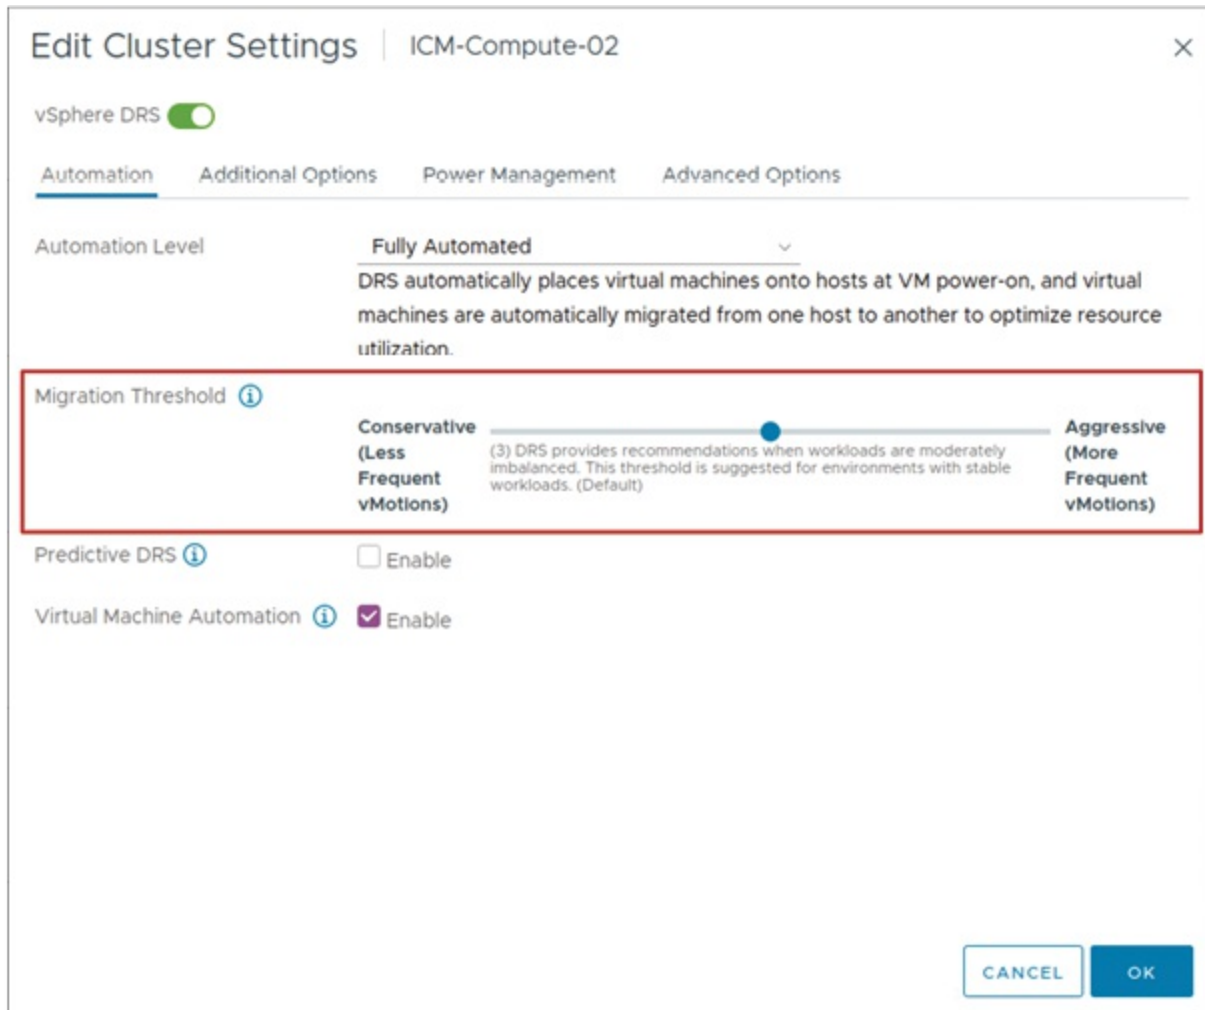 Edit Cluster Settings ICM-Compute-02
vSphere DRS
Automation Additional Options Power Management Advanced Options
Automation Level Fully Automated
DRS automatically places virtual machines onto hosts at VM power-on, and virtual
machines are automatically migrated from one host to another to optimize resource
utilization.
Migration Threshold
Conservative
(Less
Frequent
vMotions)
(3) DRS provides recommendations when workloads are moderately
imbalanced. This threshold is suggested for environments with stable
workloads. (Default)
Aggressive
(More
Frequent
vMotions)
Predictive DRS Enable
Virtual Machine Automation Enable
CANCEL OK